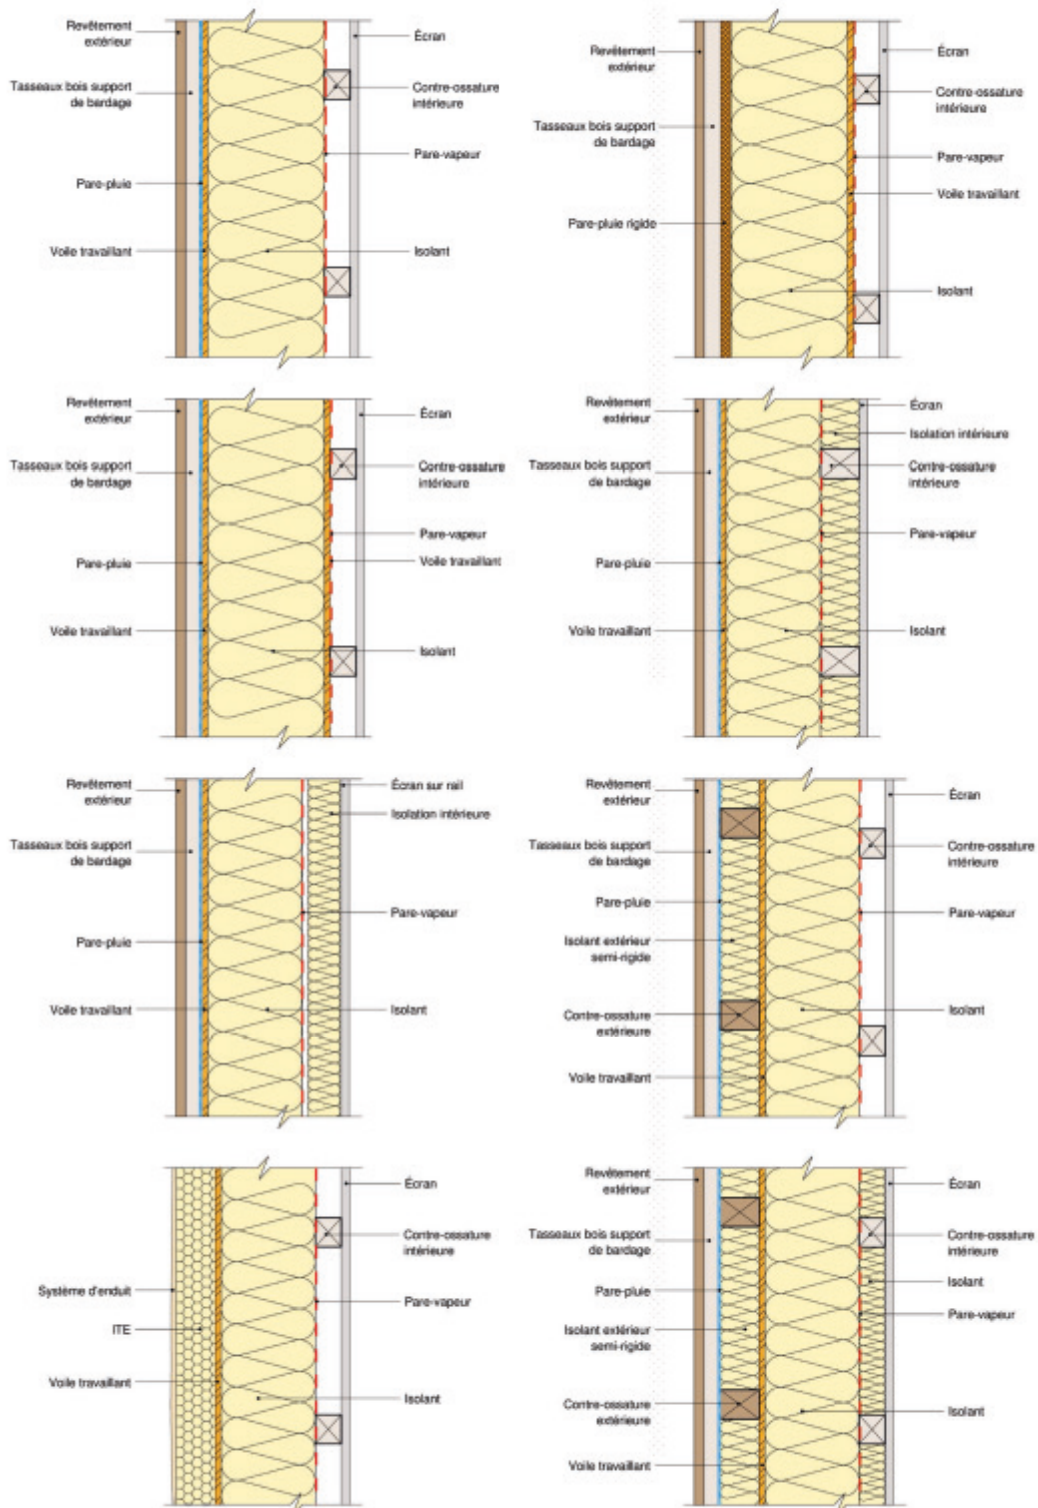 Revêtement
extérieur
Tasseaux bois support
de bardage
Pare-pluie
Voile travaillant
Écran
Contre-ossature
intérieure
Pare-vapeur
Isolant
Revêtement
extérieur
Tasseaux bois support
de bardage
Pare-pluie rigide
Écran
Contre-ossature
intérieure
Pare-vapeur
Voile travaillant
Isolant
Revêtement
extérieur
Tasseaux bois support
de bardage
Pare-pluie
Voile travaillant
Écran
Contre-ossature
intérieure
Pare-vapeur
Voile travaillant
Isolant
Revêtement
extérieur
Tasseaux bois support
de bardage
Pare-pluie
Voile travaillant
Écran
Isolation intérieure
Contre-ossature
intérieure
Pare-vapeur
Isolant
Revêtement
extérieur
Tasseaux bois support
de bardage
Pare-pluie
Voile travaillant
Écran sur rail
Isolation intérieure
Pare-vapeur
Isolant
Revêtement
extérieur
Tasseaux bois support
de bardage
Pare-pluie
Isolant extérieur
semi-rigide
Contre-ossature
extérieure
Voile travaillant
Écran
Contre-ossature
intérieure
Pare-vapeur
Isolant
Système d'enduit
ITE
Voile travaillant
Écran
Contre-ossature
intérieure
Pare-vapeur
Isolant
Revêtement
extérieur
Tasseaux bois support
de bardage
Pare-pluie
Isolant extérieur
semi-rigide
Contre-ossature
extérieure
Voile travaillant
Écran
Contre-ossature
intérieure
Isolant
Pare-vapeur
Isolant